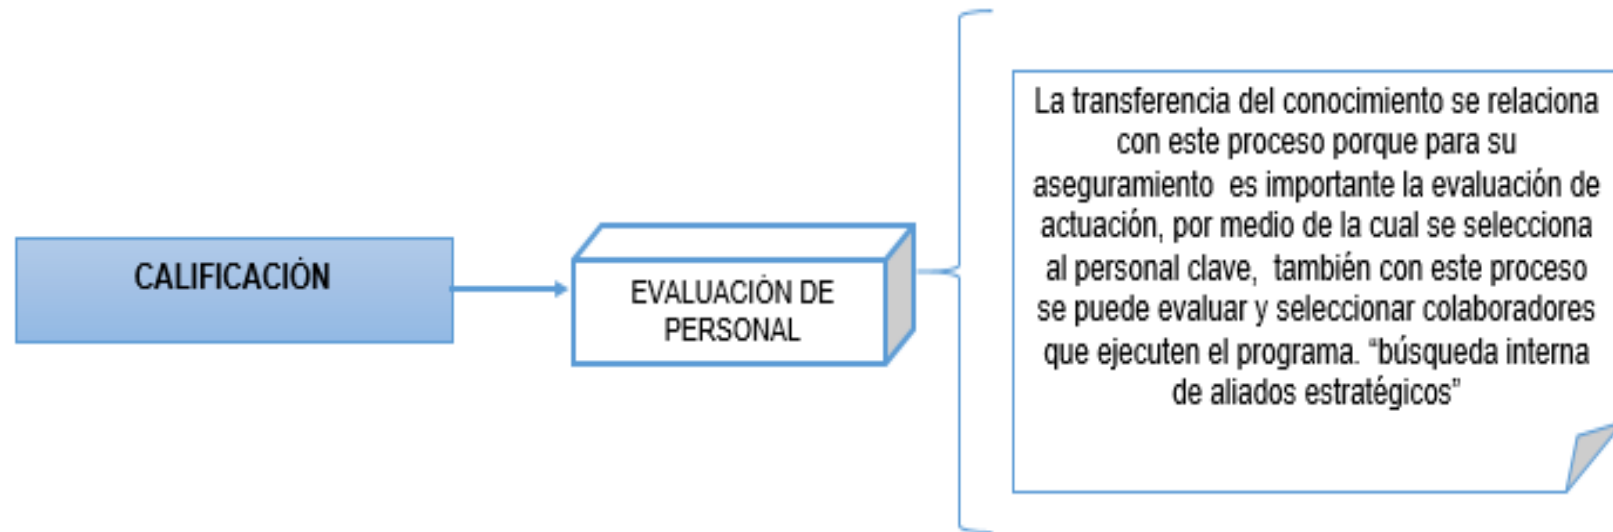 CALIFICACIÓN
EVALUACIÓN DE
PERSONAL
La transferencia del conocimiento se relaciona
con este proceso porque para su
aseguramiento es importante la evaluación de
actuación, por medio de la cual se selecciona
al personal clave, también con este proceso
se puede evaluar y seleccionar colaboradores
que ejecuten el programa. “búsqueda interna
de aliados estratégicos”